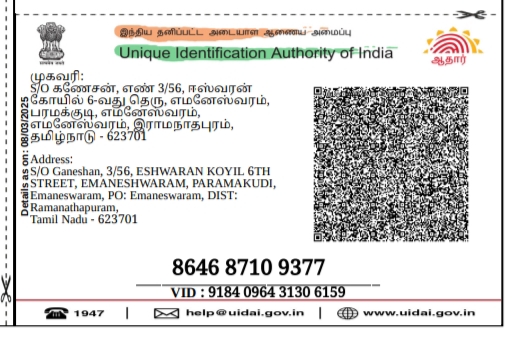 இந்திய தனிப்பட்ட அடையாள ஆணைய அமைப்பு
Unique Identification Authority of India
ஆதார்
Details as on: 08/03/2025
முகவரி:
S/O கணேசன், எண் 3/56, ஈஸ்வரன்
கோயில் 6-வது தெரு, எமனேஸ்வரம்,
பரமக்குடி, எமனேஸ்வரம்,
எமனேஸ்வரம், இராமநாதபுரம்,
தமிழ்நாடு - 623701
Address:
S/O Ganeshan, 3/56, ESHWARAN KOYIL 6TH
STREET, EMANESHWARAM, PARAMAKUDI,
Emaneswaram, PO: Emaneswaram, DIST:
Ramanathapuram,
Tamil Nadu - 623701
8646 8710 9377
VID : 9184 0964 3130 6159
1947 | help@uidai.gov.in | www.uidai.gov.in